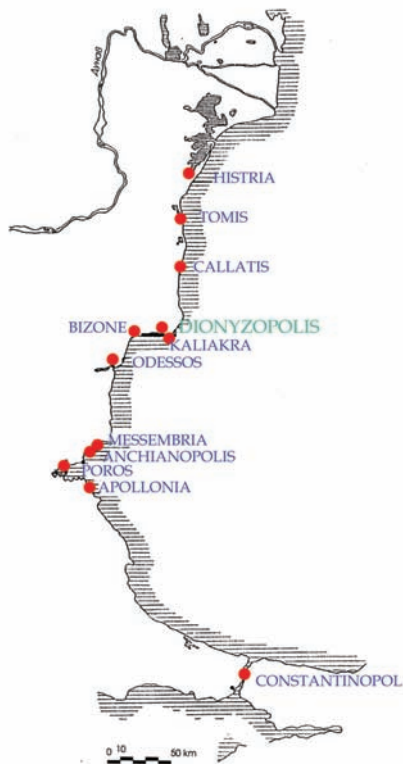 HISTRIA
TOMIS
CALLATIS
DIONYZOPOLIS
BIZONE
KALIAKRA
ODESSOS
MESSEMBRIA
ANCHIANOPOLIS
POROS
APOLLONIA
CONSTANTINOPOL
0 10 50 km